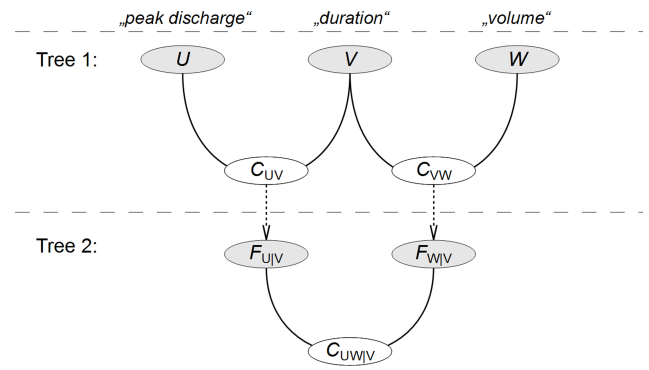 „peak discharge“ „duration“ „volume“
Tree 1: U V W
C_UV C_VW
Tree 2: F_U|V F_W|V
C_UW|V